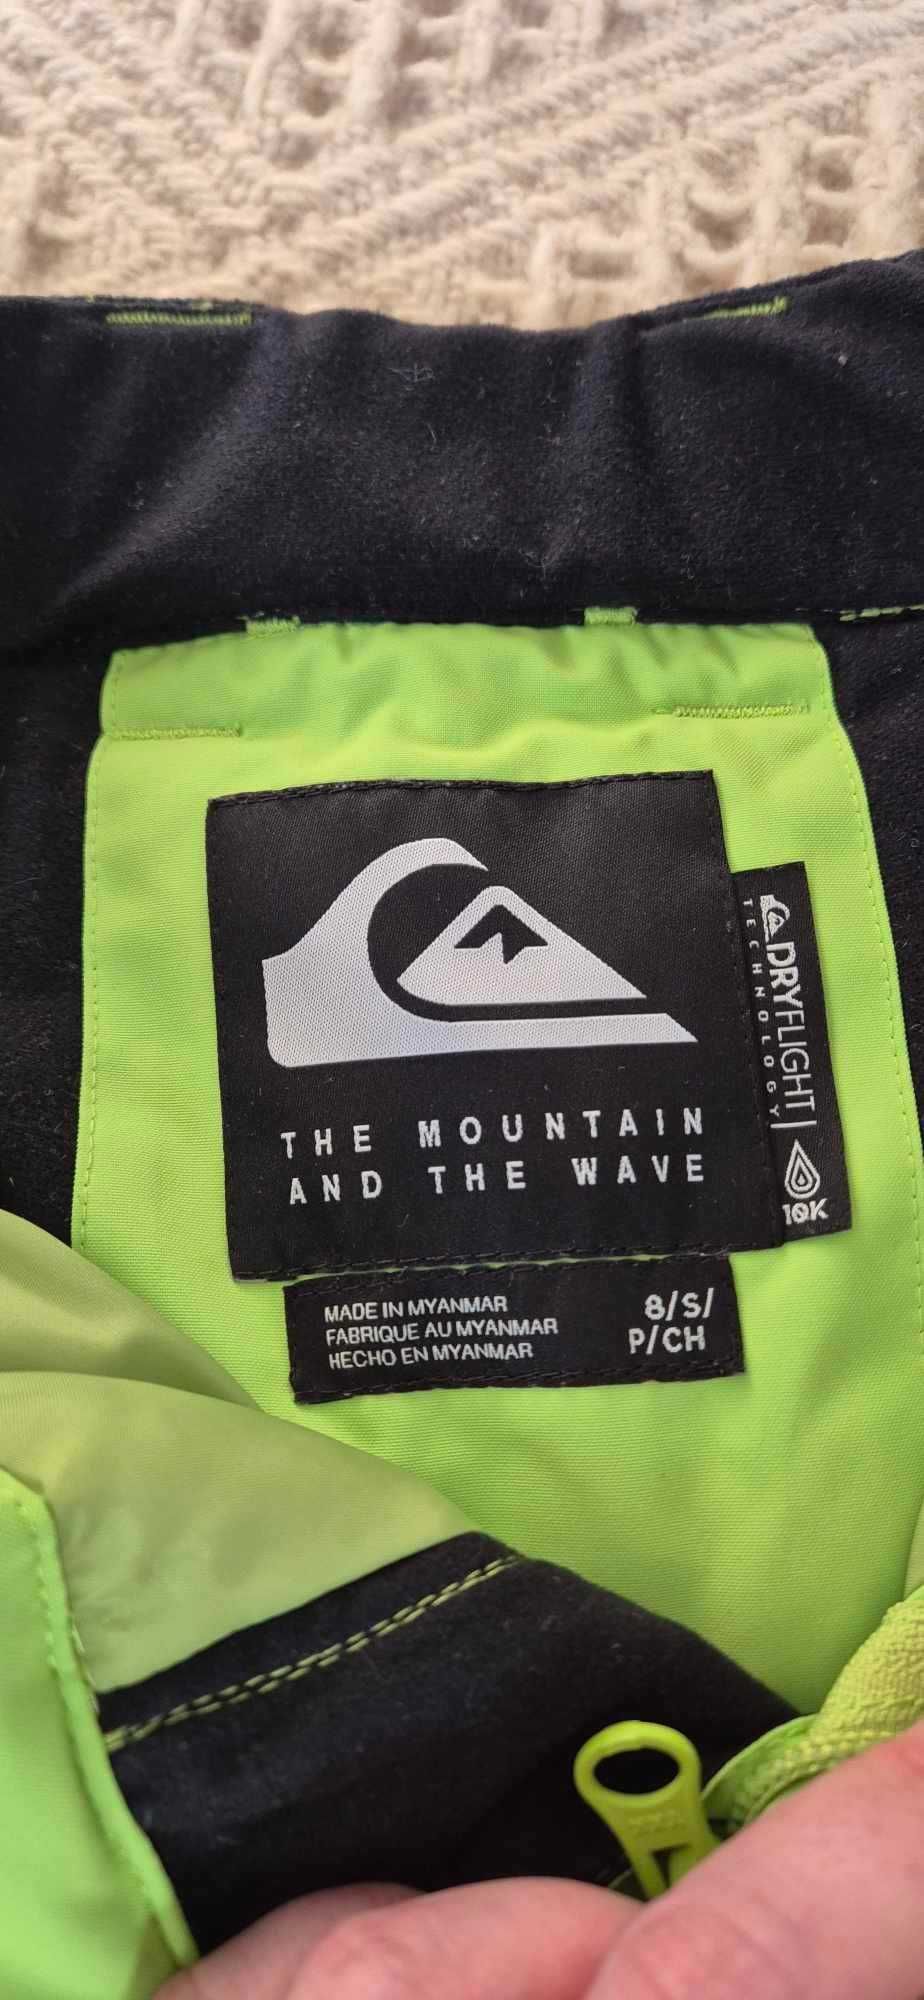 THE MOUNTAIN
AND THE WAVE
DRYFLIGHT
TECHNOLOGY
10K
MADE IN MYANMAR
FABRIQUE AU MYANMAR
HECHO EN MYANMAR
8/S/
P/CH